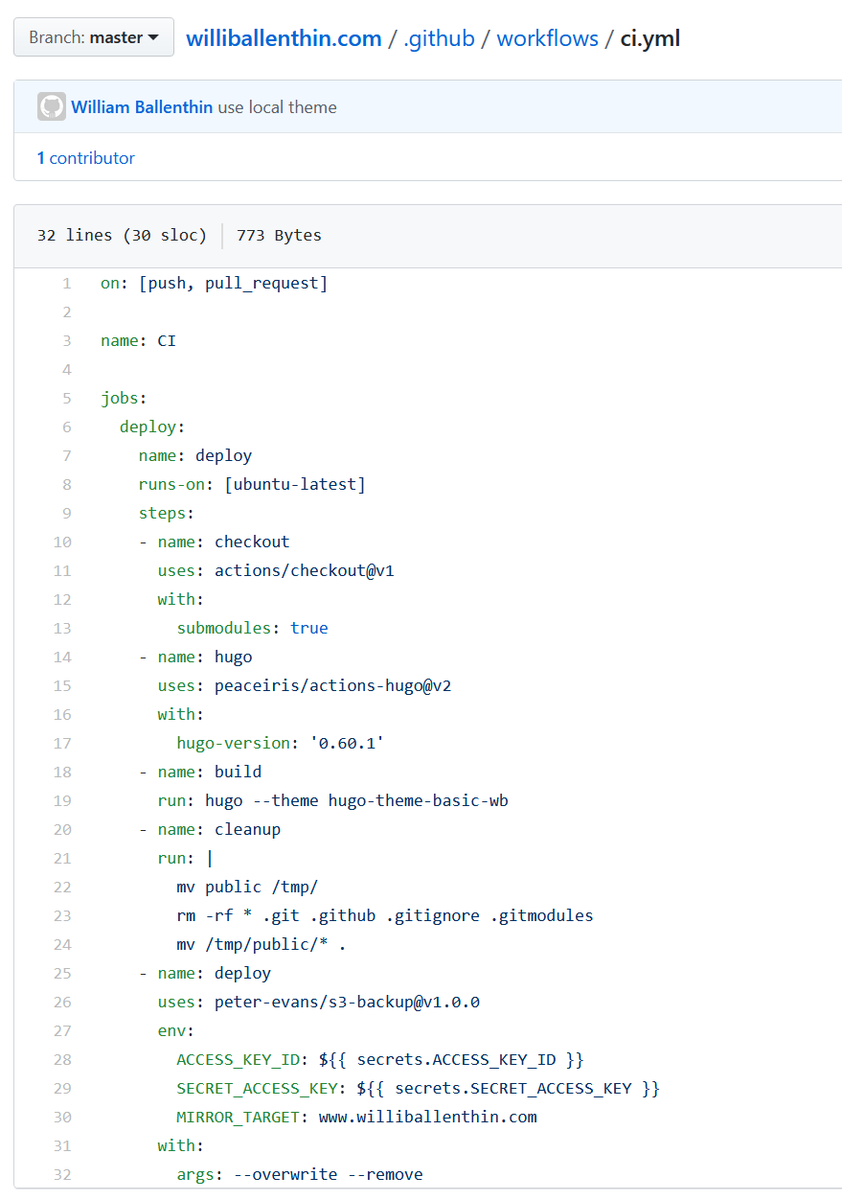 Branch: master williballenthin.com / .github / workflows / ci.yml
William Ballenthin use local theme
1 contributor
32 lines (30 sloc) 773 Bytes
1 on: [push, pull_request]
2
3 name: CI
4
5 jobs:
6   deploy:
7     name: deploy
8     runs-on: [ubuntu-latest]
9     steps:
10     - name: checkout
11       uses: actions/checkout@v1
12       with:
13         submodules: true
14     - name: hugo
15       uses: peaceiris/actions-hugo@v2
16       with:
17         hugo-version: '0.60.1'
18     - name: build
19       run: hugo --theme hugo-theme-basic-wb
20     - name: cleanup
21       run: |
22         mv public /tmp/
23         rm -rf * .git .github .gitignore .gitmodules
24         mv /tmp/public/* .
25     - name: deploy
26       uses: peter-evans/s3-backup@v1.0.0
27       env:
28         ACCESS_KEY_ID: ${{ secrets.ACCESS_KEY_ID }}
29         SECRET_ACCESS_KEY: ${{ secrets.SECRET_ACCESS_KEY }}
30         MIRROR_TARGET: www.williballenthin.com
31       with:
32         args: --overwrite --remove